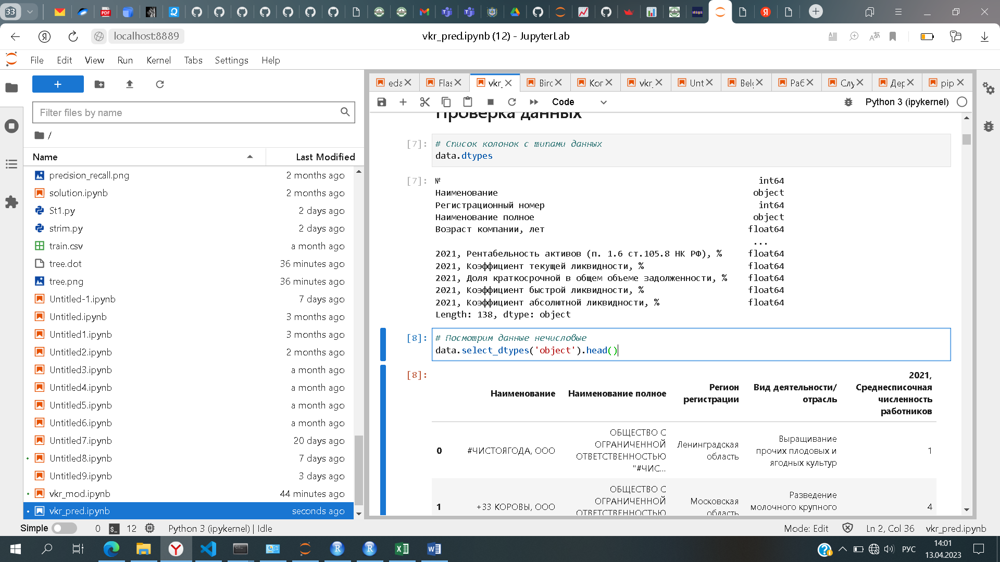 33
localhost:8889
vkr_pred.ipynb (12) - JupyterLab
File Edit View Run Kernel Tabs Settings Help
Filter files by name
/
Name Last Modified
precision_recall.png 2 months ago
solution.ipynb 2 months ago
St1.py 2 days ago
strim.py 2 days ago
train.csv a month ago
tree.dot 36 minutes ago
tree.png 36 minutes ago
Untitled-1.ipynb 7 days ago
Untitled.ipynb 3 months ago
Untitled1.ipynb 3 months ago
Untitled2.ipynb 2 months ago
Untitled3.ipynb a month ago
Untitled4.ipynb a month ago
Untitled5.ipynb a month ago
Untitled6.ipynb a month ago
Untitled7.ipynb 20 days ago
Untitled8.ipynb 7 days ago
Untitled9.ipynb 3 days ago
vkr_mod.ipynb 44 minutes ago
vkr_pred.ipynb seconds ago
eda Flas vkr_ Birc Kor vkr_ Unt Belg Раб Слу Дер pip
Code
Python 3 (ipykernel)
Проверка данных
[7]: # Список колонок с типами данных
data.dtypes
[7]: № int64
Наименование object
Регистрационный номер int64
Наименование полное object
Возраст компании, лет float64
...
2021, Рентабельность активов (п. 1.6 ст.105.8 НК РФ), % float64
2021, Коэффициент текущей ликвидности, % float64
2021, Доля краткосрочной в общем объеме задолженности, % float64
2021, Коэффициент быстрой ликвидности, % float64
2021, Коэффициент абсолютной ликвидности, % float64
Length: 138, dtype: object
[8]: # Посмотрим данные нечисловые
data.select_dtypes('object').head()
[8]:
Наименование
Наименование полное
Регион
регистрации
Вид деятельности/
отрасль
2021,
Среднесписочная
численность
работников
0
#ЧИСТОЯГОДА, ООО
ОБЩЕСТВО С
ОГРАНИЧЕННОЙ
ОТВЕТСТВЕННОСТЬЮ
"#ЧИС...
Ленинградская
область
Выращивание
прочих плодовых и
ягодных культур
1
1
+33 КОРОВЫ, ООО
ОБЩЕСТВО С
ОГРАНИЧЕННОЙ
ОТВЕТСТВЕННОСТЬЮ
Московская
область
Разведение
молочного крупного
4
Simple 0 12 Python 3 (ipykernel) | Idle
Mode: Edit Ln 2, Col 36 vkr_pred.ipynb
РУС
14:01
13.04.2023